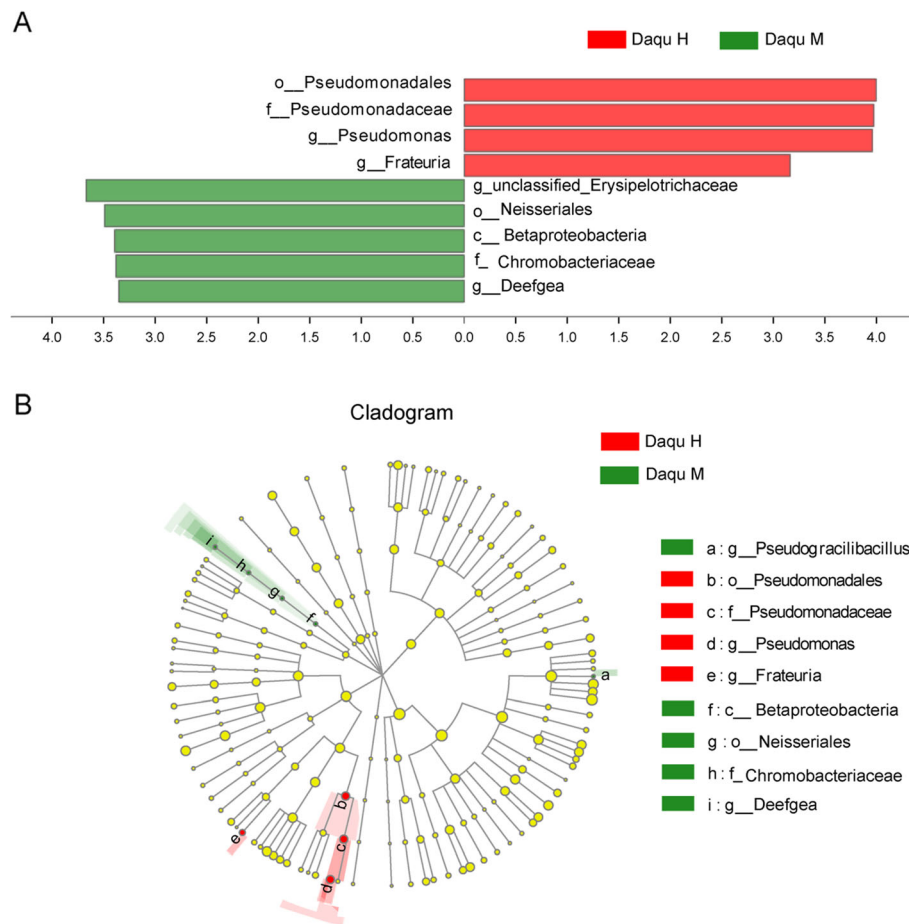 A
Daqu H
Daqu M
o__Pseudomonadales
f__Pseudomonadaceae
g__Pseudomonas
g__Frateuria
g_unclassified_Erysipelotrichaceae
o__Neisseriales
c__ Betaproteobacteria
f_ Chromobacteriaceae
g__Deefgea
4.0 3.5 3.0 2.5 2.0 1.5 1.0 0.5 0.0 0.5 1.0 1.5 2.0 2.5 3.0 3.5 4.0
B
Cladogram
Daqu H
Daqu M
i
h
g
f
a
b
c
d
e
a : g__Pseudogracilibacillus
b : o__Pseudomonadales
c : f__Pseudomonadaceae
d : g__Pseudomonas
e : g__Frateuria
f : c__ Betaproteobacteria
g : o__Neisseriales
h : f_ Chromobacteriaceae
i : g__Deefgea